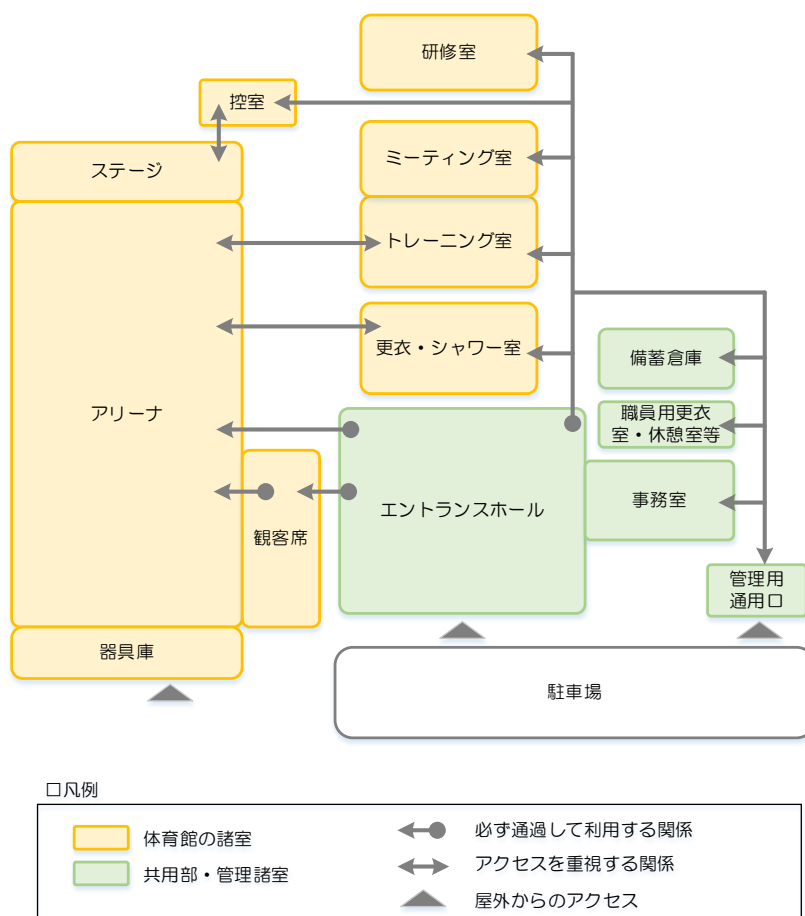 研修室
控室
ミーティング室
ステージ
トレーニング室
更衣・シャワー室
備蓄倉庫
職員用更衣
室・休憩室等
アリーナ
エントランスホール
事務室
観客席
管理用
通用口
器具庫
駐車場
□凡例
体育館の諸室
必ず通過して利用する関係
共用部・管理諸室
アクセスを重視する関係
屋外からのアクセス